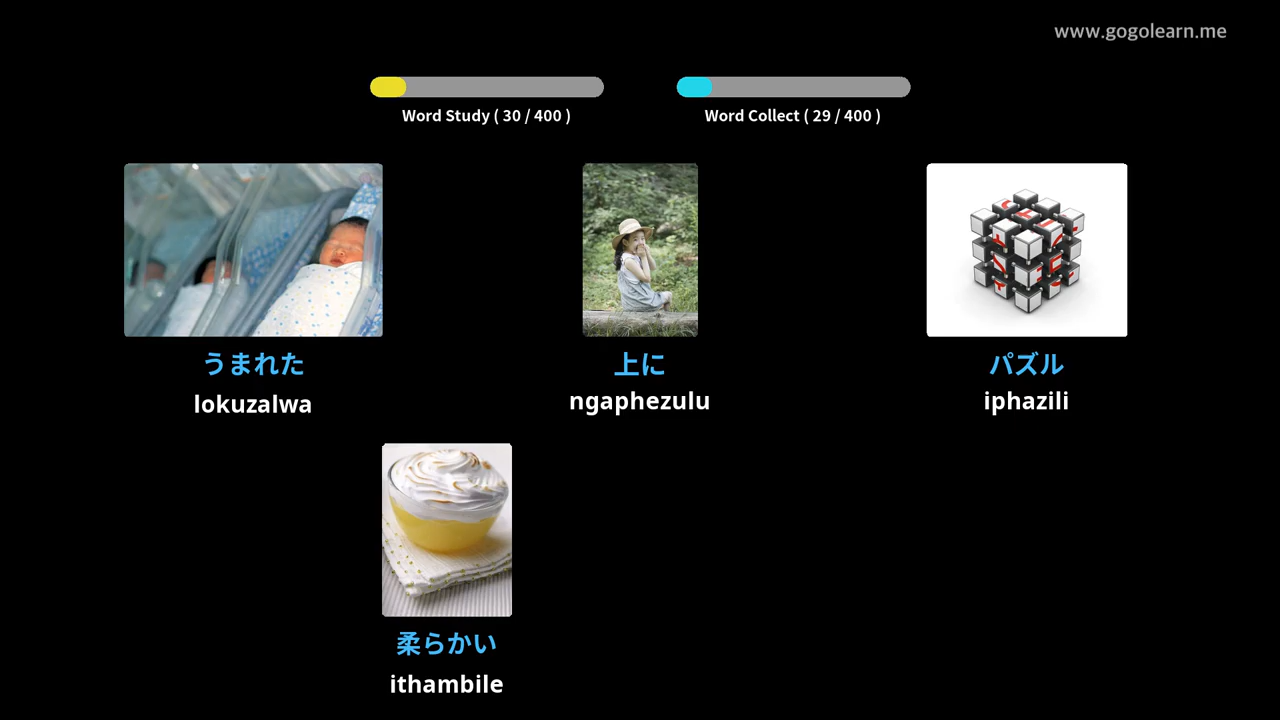 www.gogolearn.me
Word Study ( 30 / 400 )
Word Collect ( 29 / 400 )
うまれた
lokuzalwa
上に
ngaphezulu
パズル
iphazili
柔らかい
ithambile